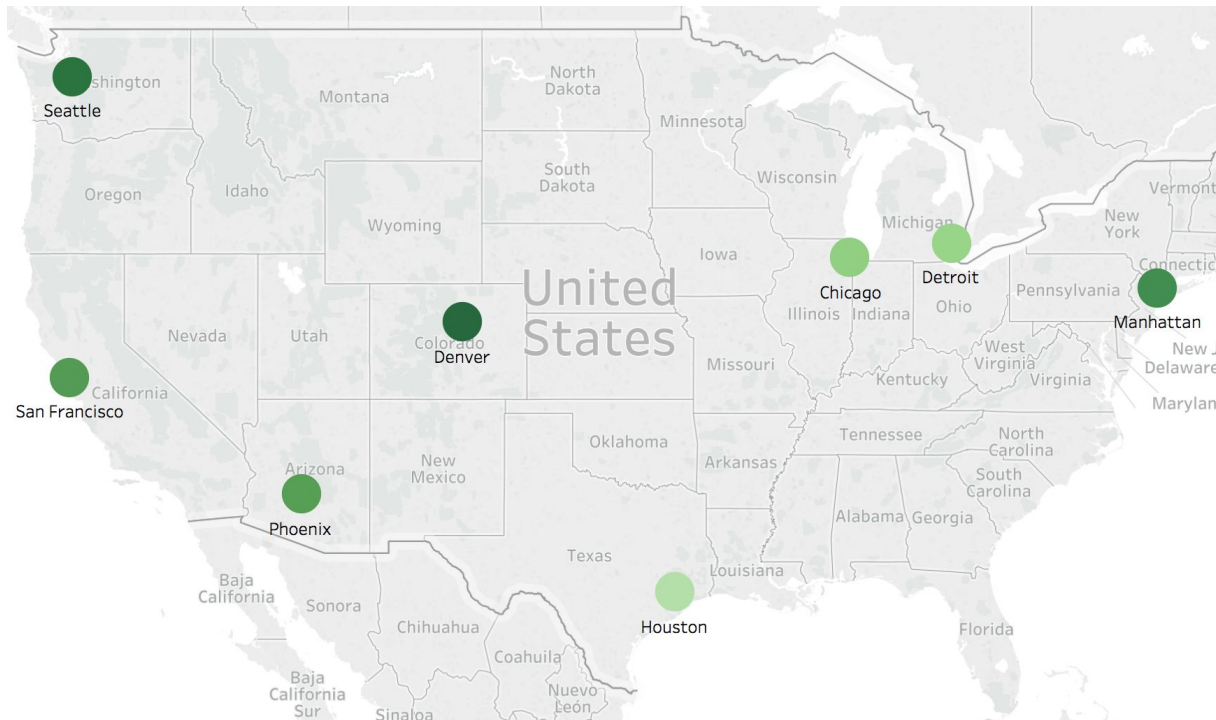 Seattle
shington
Montana
North
Dakota
Minnesota
Oregon
Idaho
South
Dakota
Wisconsin
Vermont
Wyoming
Michigan
New
York
Iowa
Connectic
Chicago
Detroit
Pennsylvania
Manhattan
United
States
Illinois
Indiana
Ohio
Nevada
Utah
Colorado
Denver
New J
Delaware
West
Virginia
Virginia
Missouri
Kentucky
Marylan
California
San Francisco
Oklahoma
Tennessee
North
Carolina
Arizona
New
Mexico
Arkansas
South
Carolina
Phoenix
Alabama
Georgia
Texas
Louisiana
Baja
California
Sonora
Chihuahua
Houston
Florida
Coahuila
Baja
California
Sur
Nuevo
León
Sinaloa